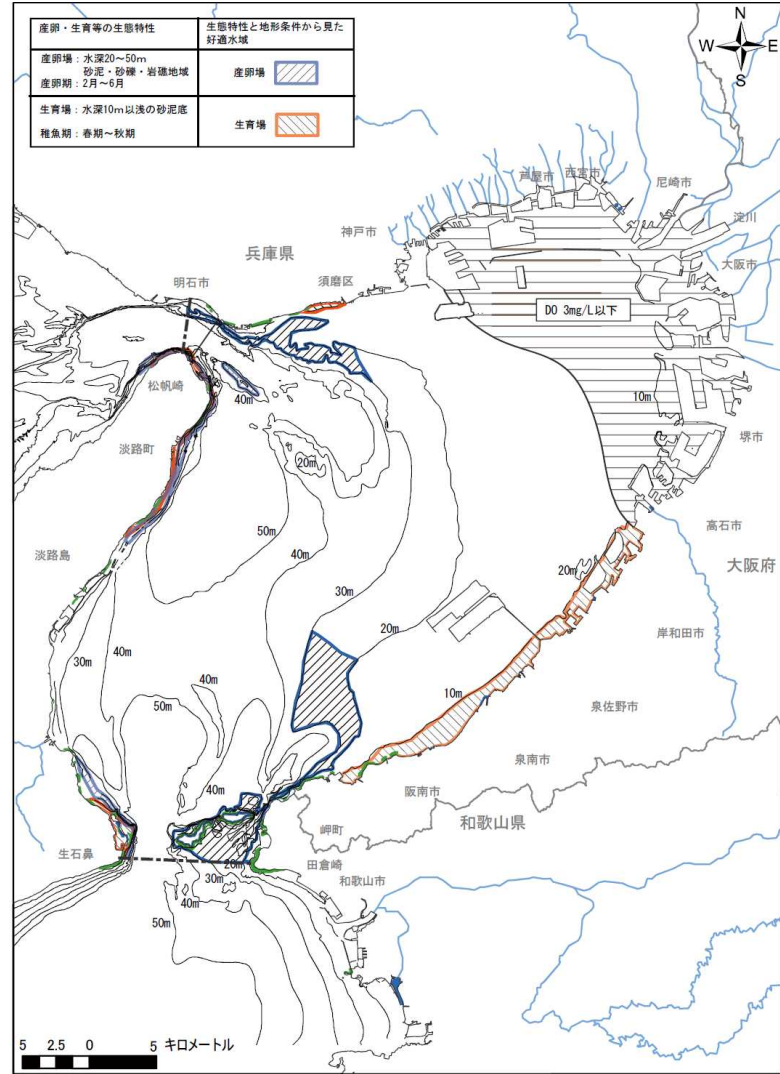 産卵・生育等の生態特性
生態特性と地形条件から見た
好適水域
産卵場：水深20～50m
砂泥・砂礫・岩礁地域
産卵期：2月～6月
産卵場
生育場：水深10m以浅の砂泥底
稚魚期：春期～秋期
生育場
N
W
E
S
芦屋市
西宮市
尼崎市
神戸市
淀川
兵庫県
大阪市
明石市
須磨区
DO 3mg/L以下
松帆崎
40m
10m
淡路町
堺市
20m
50m
高石市
淡路島
40m
20m
大阪府
30m
20m
岸和田市
30m
40m
40m
10m
泉佐野市
50m
泉南市
40m
阪南市
和歌山県
岬町
生石鼻
20m
田倉崎
30m
和歌山市
40m
50m
5 2.5 0 5 キロメートル